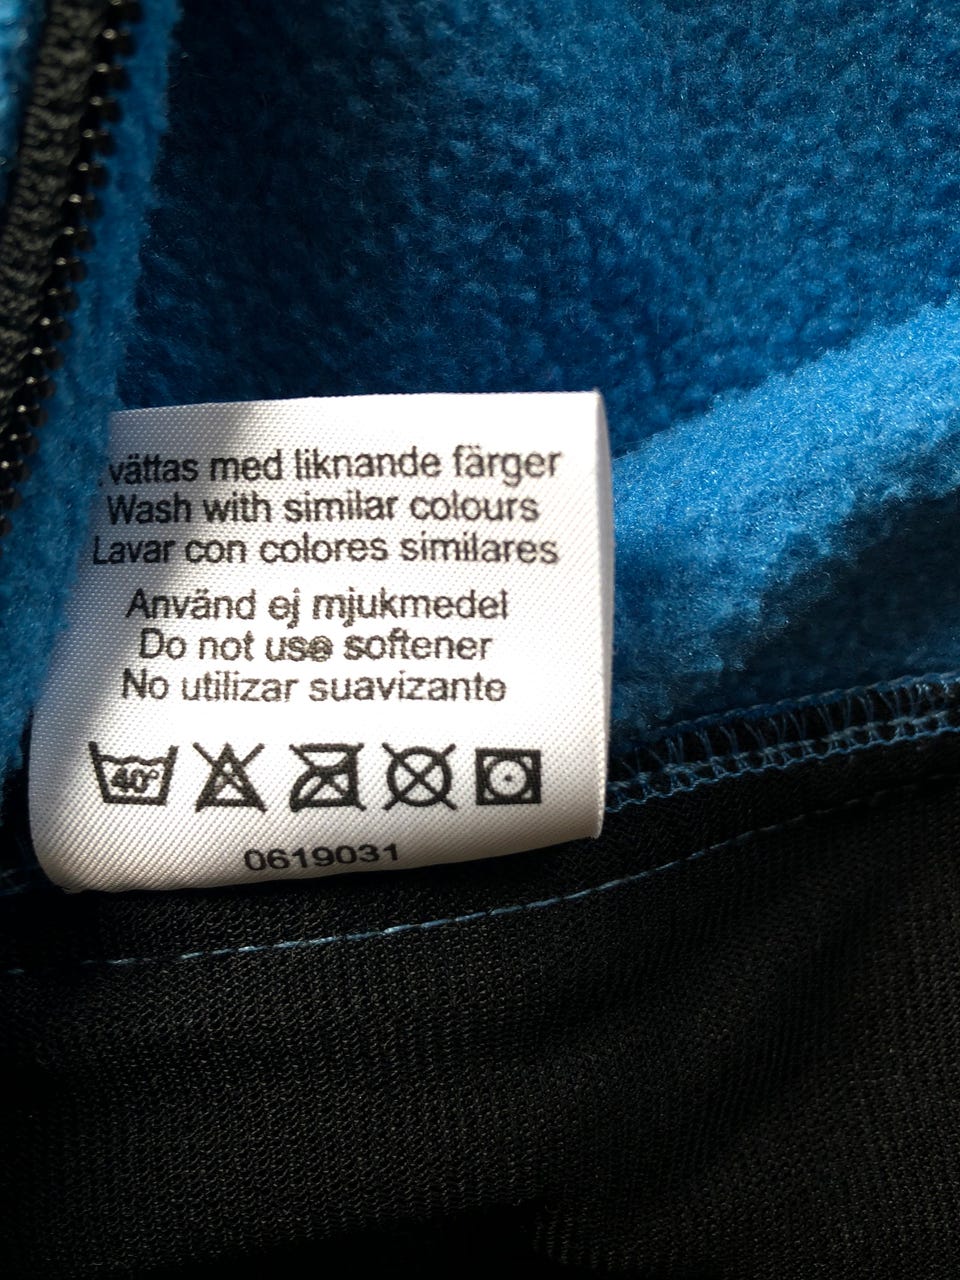 vättas med liknande färger
Wash with similar colours
Lavar con colores similares
Använd ej mjukmedel
Do not use softener
No utilizar suavizante
40°
0619031